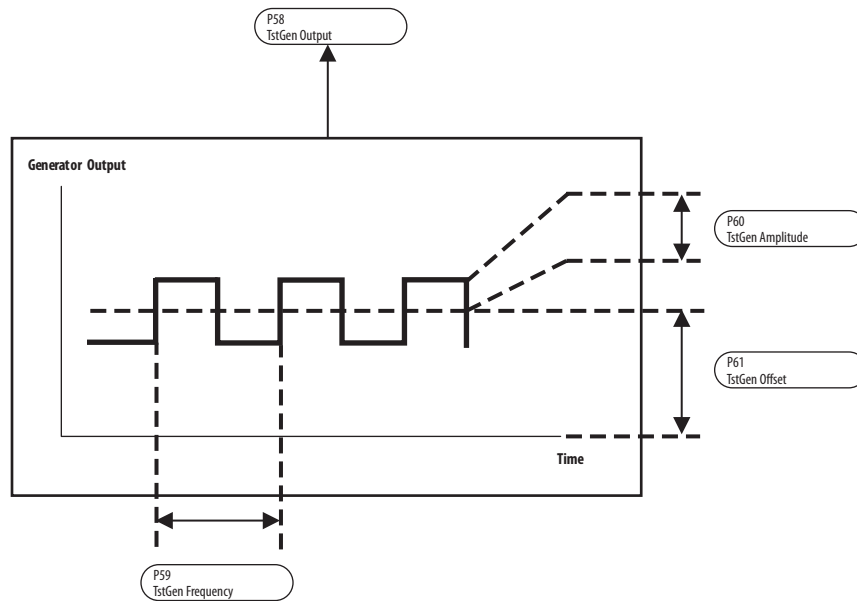 P58
TstGen Output
Generator Output
P60
TstGen Amplitude
P61
TstGen Offset
Time
P59
TstGen Frequency